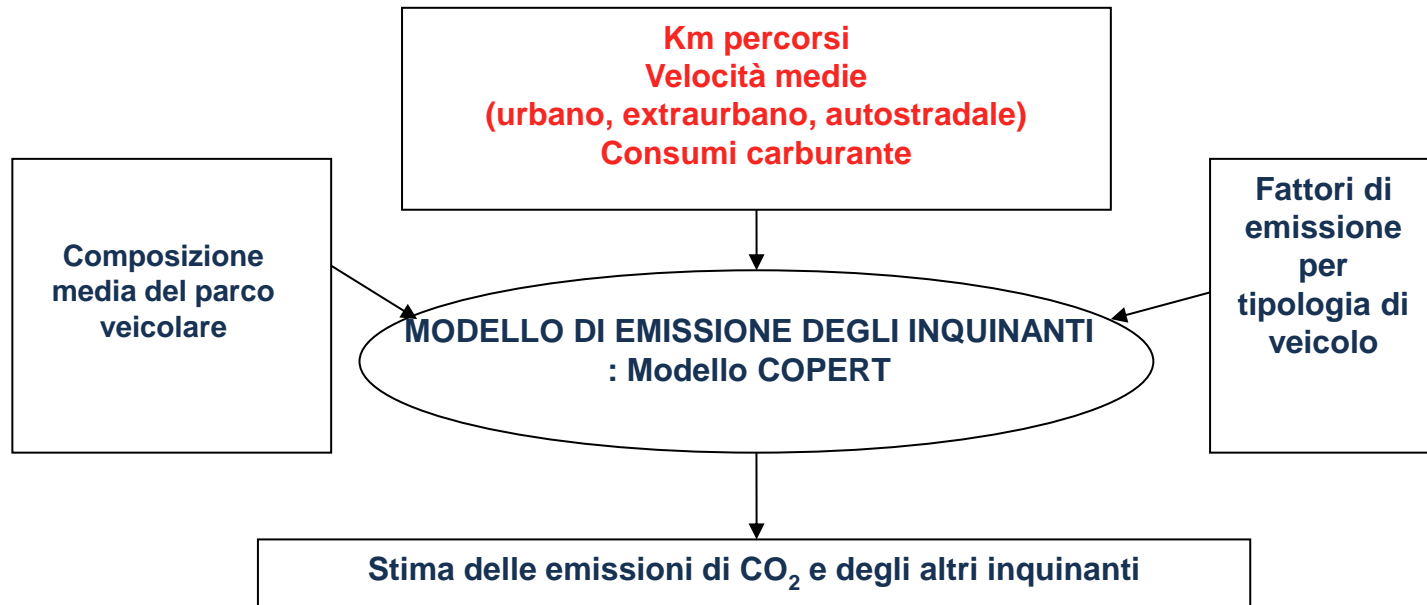 Km percorsi
Velocità medie
(urbano, extraurbano, autostradale)
Consumi carburante
Composizione
media del parco
veicolare
Fattori di
emissione
per
tipologia di
veicolo
MODELLO DI EMISSIONE DEGLI INQUINANTI
: Modello COPERT
Stima delle emissioni di CO₂ e degli altri inquinanti